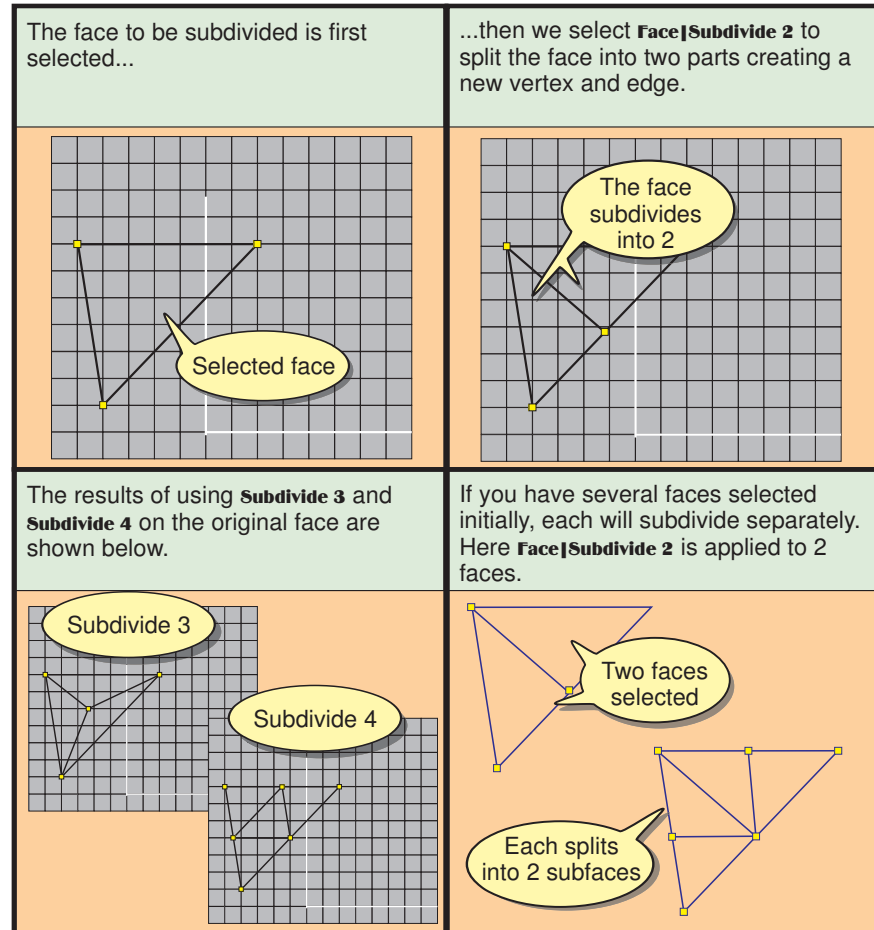 The face to be subdivided is first
selected...
Selected face
...then we select Face|Subdivide 2 to
split the face into two parts creating a
new vertex and edge.
The face
subdivides
into 2
The results of using Subdivide 3 and
Subdivide 4 on the original face are
shown below.
Subdivide 3
Subdivide 4
If you have several faces selected
initially, each will subdivide separately.
Here Face|Subdivide 2 is applied to 2
faces.
Two faces
selected
Each splits
into 2 subfaces